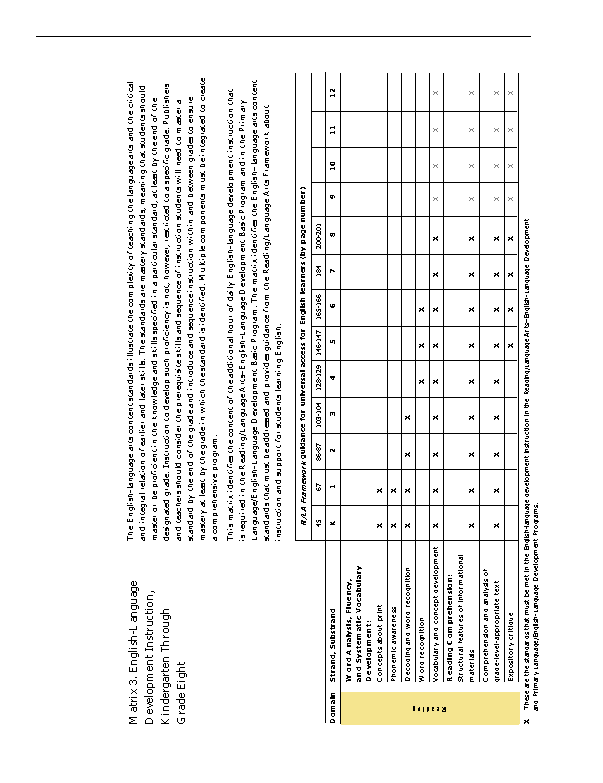 Matrix 3. English-Language
Development Instruction,
Kindergarten Through
Grade Eight
The English-language arts content standards illustrate the complexity of teaching the language arts and the critical
and integral relation of earlier and later skills. The standards are mastery standards, meaning that students should
master or be proficient in the knowledge and skills specified in a particular standard, at least by the end of the
designated grade. Instruction to develop such proficiency is not, however, restricted to a specific grade. Publishers
and teachers should consider the prerequisite skills and sequence of instruction students will need to master a
standard by the end of the grade and introduce and sequence instruction within and between grades to ensure
mastery at least by the grade in which the standard is identified. Multiple components must be integrated to create
a comprehensive program.
This matrix identifies the content of the additional hour of daily English-language development instruction that
is required in the Reading/Language Arts–English-Language Development Basic Program and in the Primary
Language/English-Language Development Basic Program. The matrix identifies the English-language arts content
standards that must be addressed and provides guidance from the Reading/Language Arts Framework about
instruction and support for students learning English.
R/LA Framework guidance for universal access for English learners (by page number)
45 67 86-87 103-104 128-129 146-147 165-166 184 200-201
Domain Strand, Substrand K 1 2 3 4 5 6 7 8 9 10 11 12
Reading
Word Analysis, Fluency,
and Systematic Vocabulary
Development:
Concepts about print X X
Phonemic awareness X X
Decoding and word recognition X X X X
Word recognition X X X
Vocabulary and concept development X X X X X X X X X X X X X
Reading Comprehension:
Structural features of informational
materials X X X X X X X X X X X X
Comprehension and analysis of
grade-level-appropriate text X X X X X X X X X X X X X
Expository critique X X X X X X X X
X These are the standards that must be met in the English-language development instruction in the Reading/Language Arts–English-Language Development
and Primary Language/English-Language Development Programs.